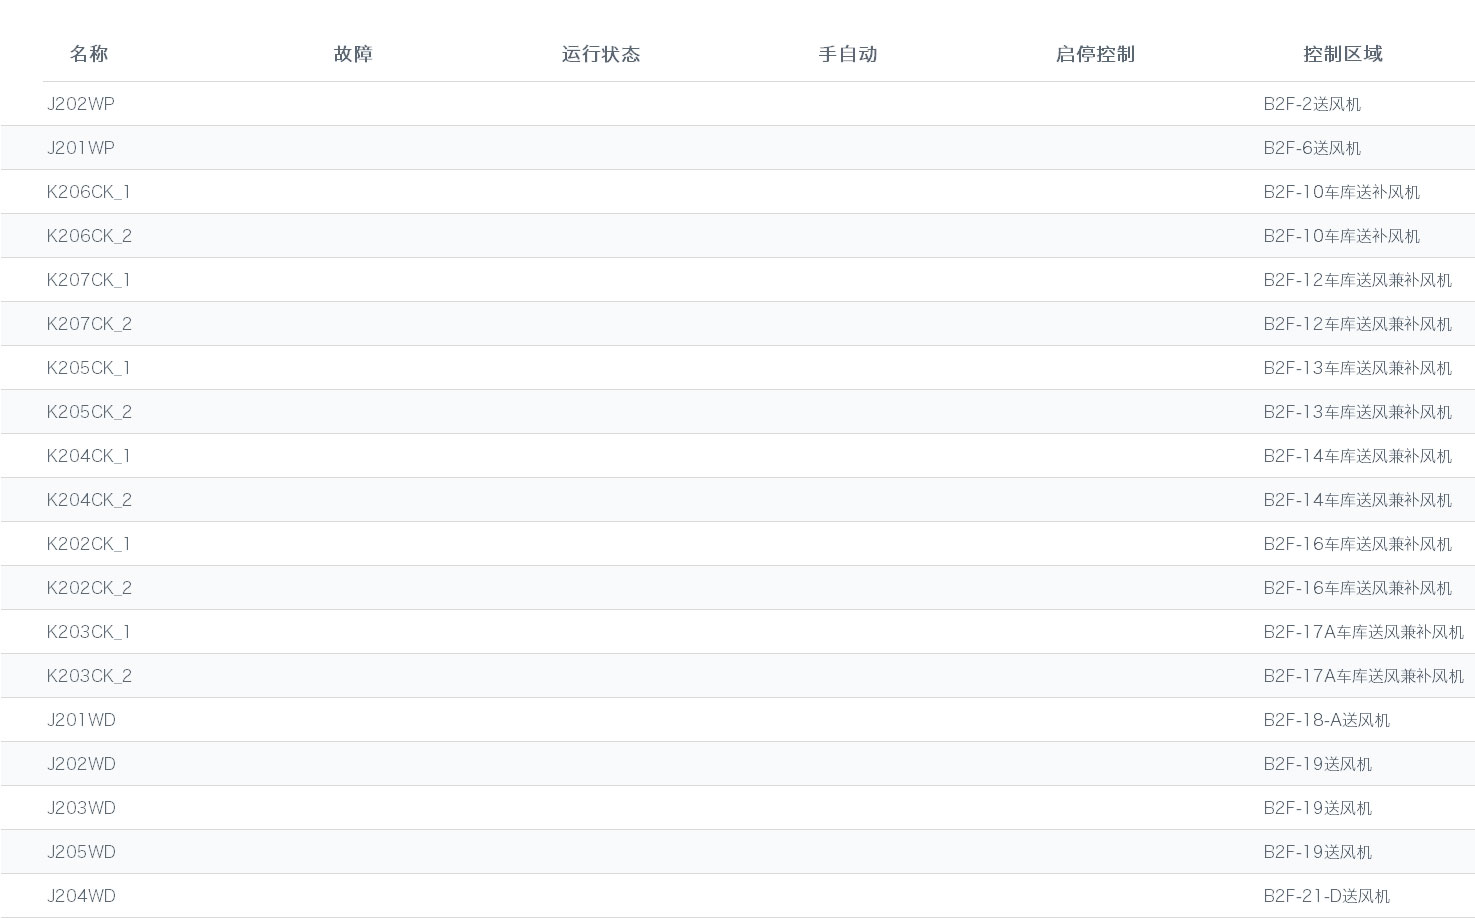 名称 故障 运行状态 手自动 启停控制 控制区域
J202WP B2F-2送风机
J201WP B2F-6送风机
K206CK_1 B2F-10车库送补风机
K206CK_2 B2F-10车库送补风机
K207CK_1 B2F-12车库送风兼补风机
K207CK_2 B2F-12车库送风兼补风机
K205CK_1 B2F-13车库送风兼补风机
K205CK_2 B2F-13车库送风兼补风机
K204CK_1 B2F-14车库送风兼补风机
K204CK_2 B2F-14车库送风兼补风机
K202CK_1 B2F-16车库送风兼补风机
K202CK_2 B2F-16车库送风兼补风机
K203CK_1 B2F-17A车库送风兼补风机
K203CK_2 B2F-17A车库送风兼补风机
J201WD B2F-18-A送风机
J202WD B2F-19送风机
J203WD B2F-19送风机
J205WD B2F-19送风机
J204WD B2F-21-D送风机